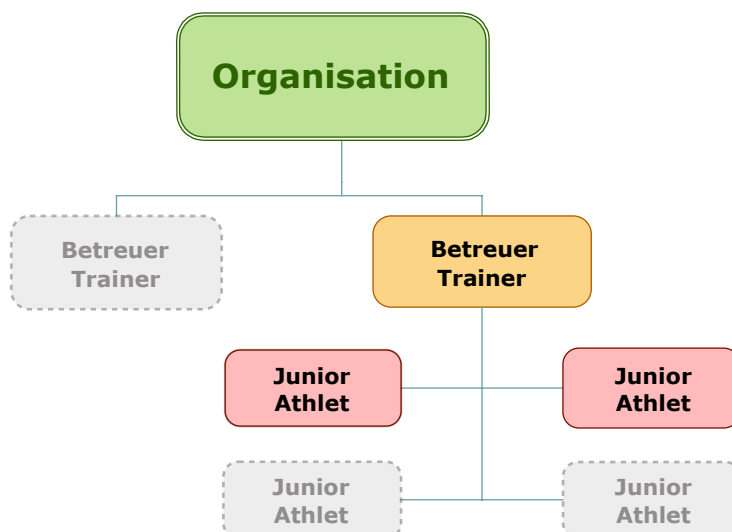 Organisation
Betreuer
Trainer
Betreuer
Trainer
Junior
Athlet
Junior
Athlet
Junior
Athlet
Junior
Athlet